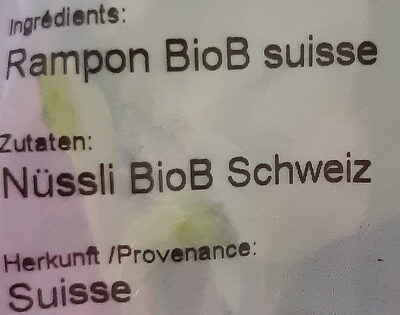 Ingrédients:
Rampon BioB suisse
Zutaten:
Nüssli BioB Schweiz
Herkunft /Provenance:
Suisse